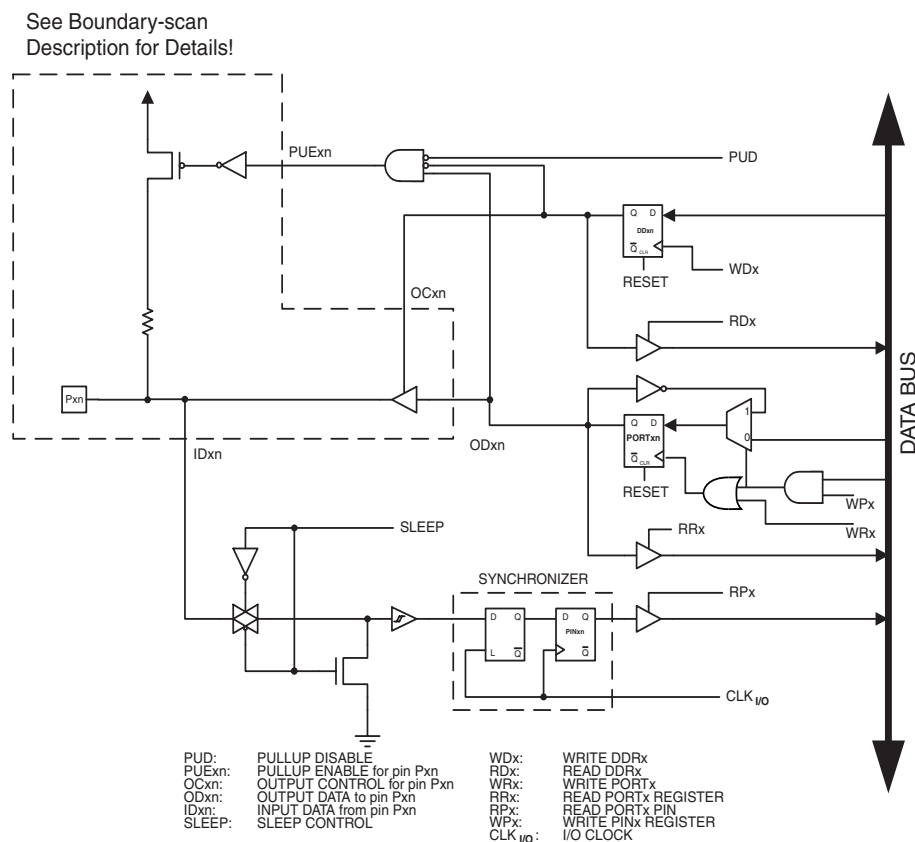 See Boundary-scan
Description for Details!
PUExn
PUD
Q D
DDxn
Q CLR
RESET
WDx
OCxn
RDx
Pxn
ODxn
IDxn
1
0
Q D
PORTxn
Q CLR
RESET
WPx
WRx
RRx
SLEEP
SYNCHRONIZER
RPx
D Q
L Q
D Q
PINxn
Q
CLK I/O
DATA BUS
PUD: PULLUP DISABLE
PUExn: PULLUP ENABLE for pin Pxn
OCxn: OUTPUT CONTROL for pin Pxn
ODxn: OUTPUT DATA to pin Pxn
IDxn: INPUT DATA from pin Pxn
SLEEP: SLEEP CONTROL
WDx: WRITE DDRx
RDx: READ DDRx
WRx: WRITE PORTx
RRx: READ PORTx REGISTER
RPx: READ PORTx PIN
WPx: WRITE PINx REGISTER
CLK I/O: I/O CLOCK